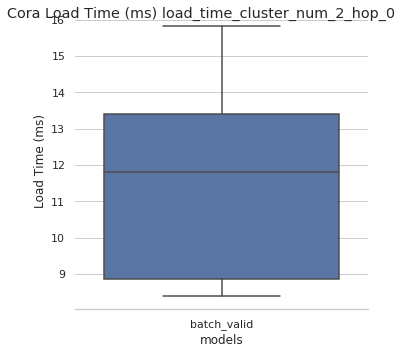 Cora Load Time (ms) load_time_cluster_num_2_hop_0
16
15
14
13
12
11
10
9
Load Time (ms)
batch_valid
models